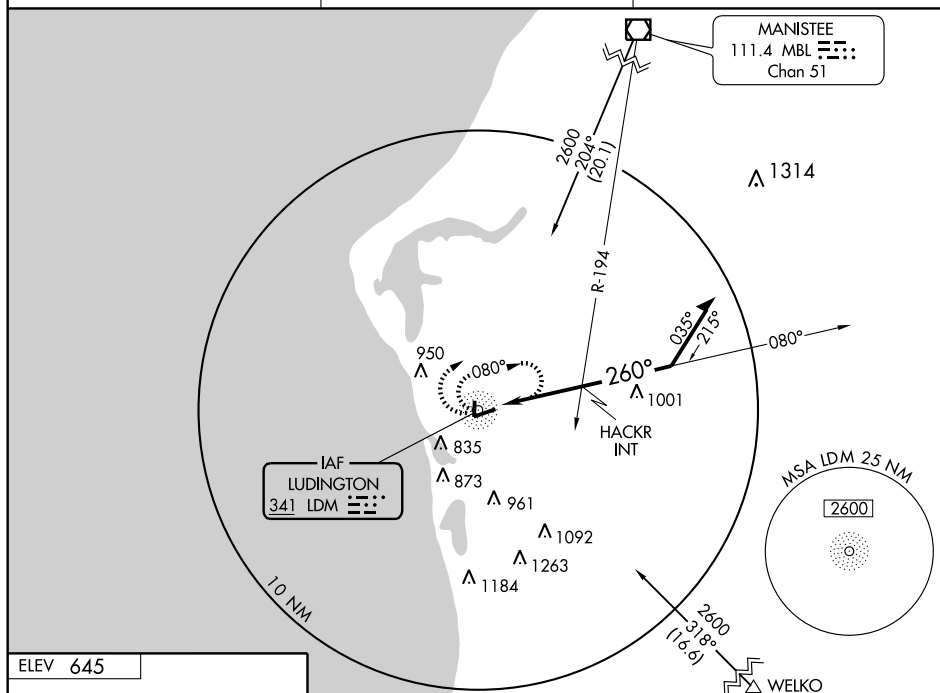 MANISTEE
111.4 MBL
Chan 51
2600
204°
(20.1)
1314
R-194
035°
215°
080°
950
080°
260°
1001
HACKR
INT
835
IAF
LUDINGTON
341 LDM
873
961
MSA LDM 25 NM
2600
1092
1263
1184
10 NM
2600
318°
(16.6)
ELEV 645
WELKO